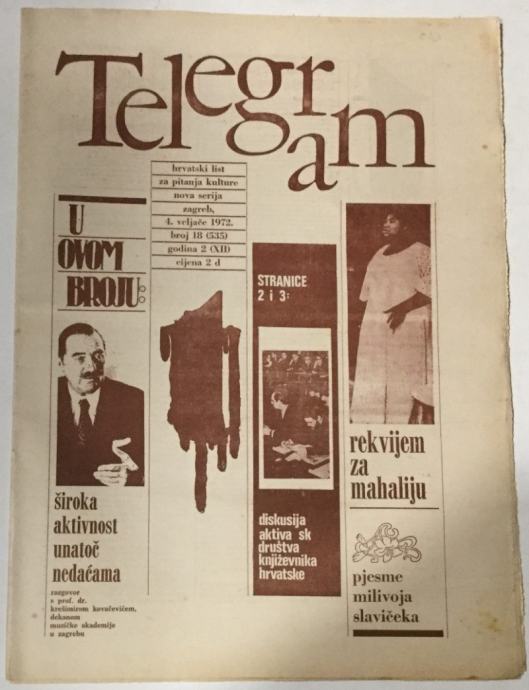 Telegram
hrvatski list
za pitanja kulture
nova serija
zagreb,
4. veljače 1972.
broj 18 (535)
godina 2 (XII)
cijena 2 d
U
OVOM
BROJU:
široka
aktivnost
unatoč
nedaćama
razgovor
s prof. dr.
krešimirom kovačevićem,
dekanom
muzičke akademije
u zagrebu
STRANICE
2 i 3:
diskusija
aktiva sk
društva
književnika
hrvatske
rekvijem
za
mahaliju
pjesme
milivoja
slavičeka